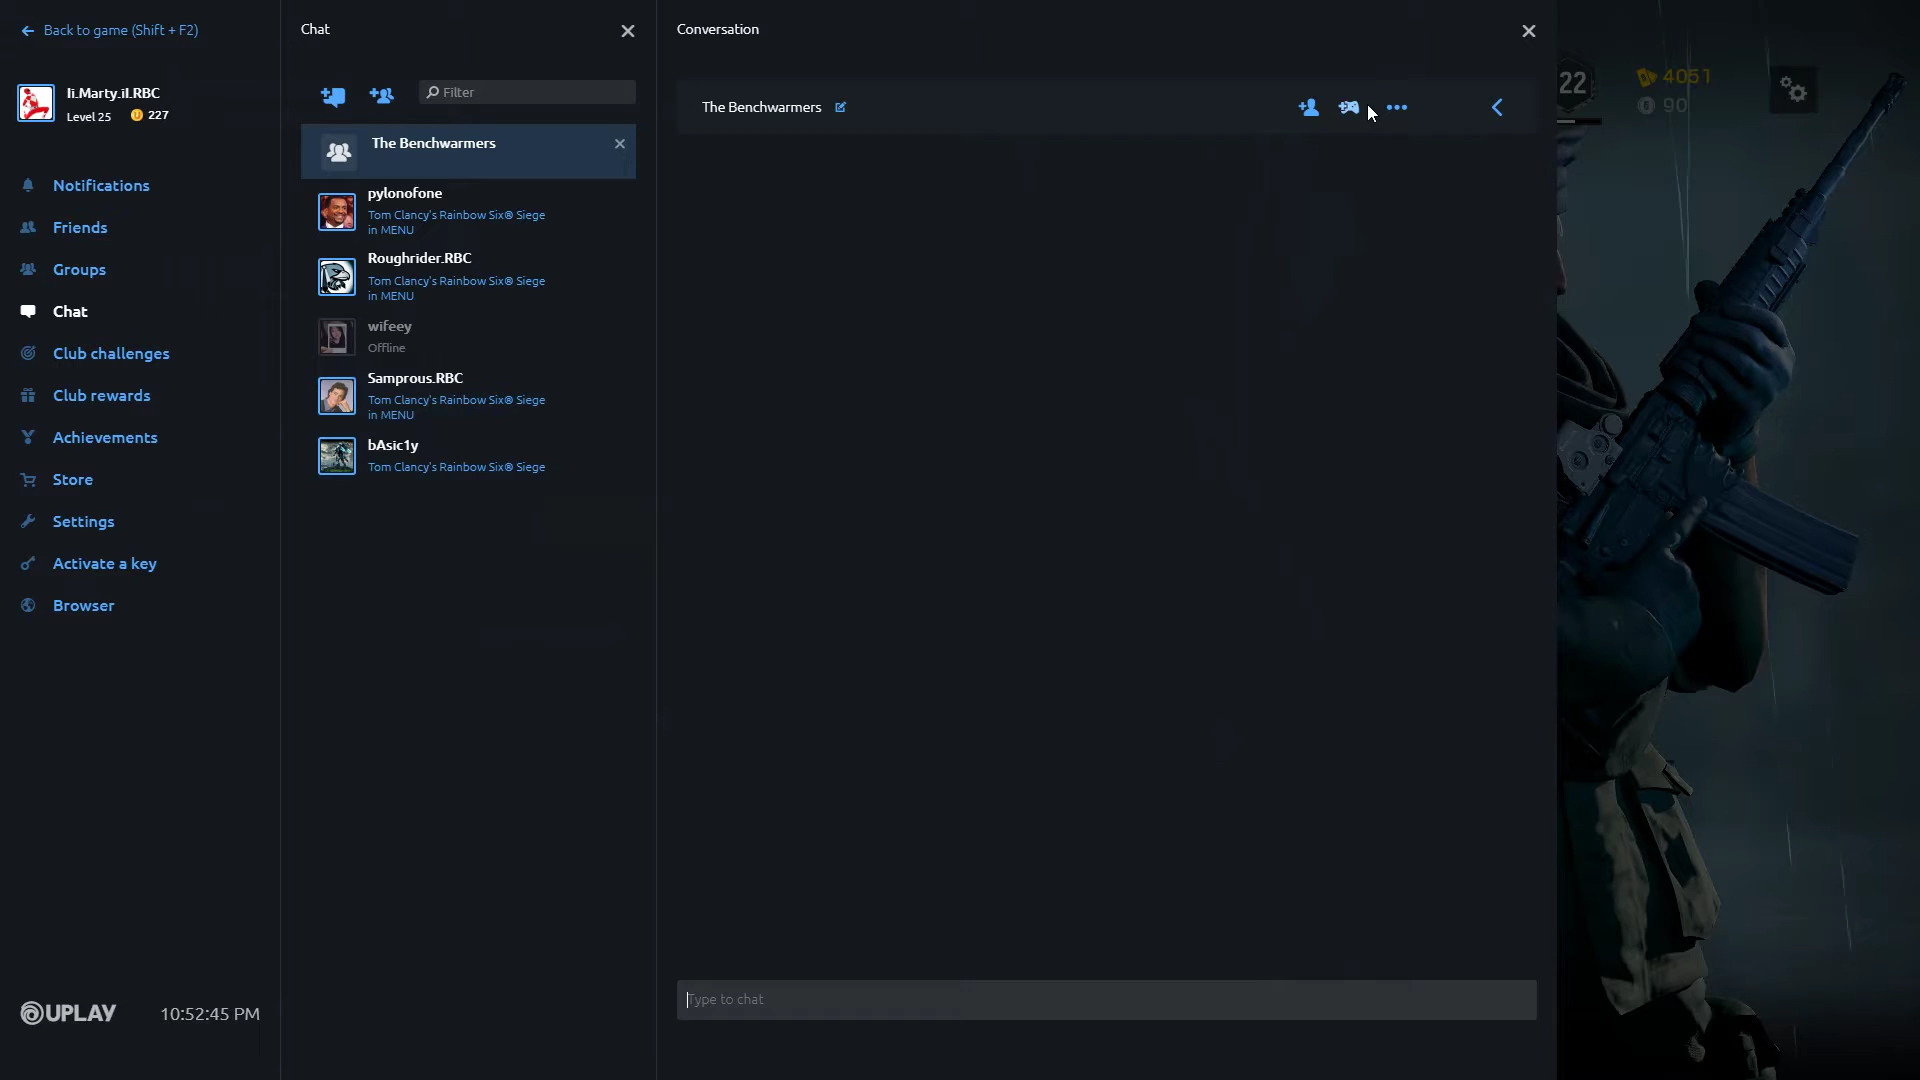 Back to game (Shift + F2)
Ii.Marty.iI.RBC
Level 25
227
Notifications
Friends
Groups
Chat
Club challenges
Club rewards
Achievements
Store
Settings
Activate a key
Browser
UPLAY
10:52:45 PM
Chat
Filter
The Benchwarmers
pylonofone
Tom Clancy's Rainbow Six® Siege
in MENU
Roughrider.RBC
Tom Clancy's Rainbow Six® Siege
in MENU
wifeey
Offline
Samprous.RBC
Tom Clancy's Rainbow Six® Siege
in MENU
bAsic1y
Tom Clancy's Rainbow Six® Siege
Conversation
The Benchwarmers
Type to chat
22
4051
90